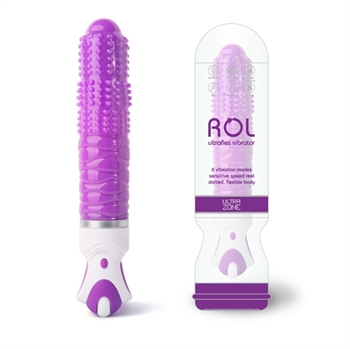 ROL
ultraflex vibrator
6 vibration modes
sensitive speed reel
dotted, flexible body
ULTRA
ZONE